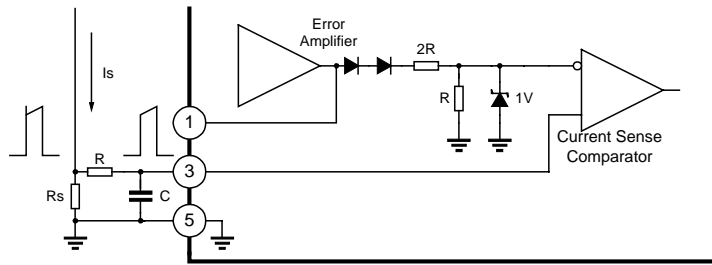 Error
Amplifier
2R
Is
R
1V
1
Current Sense
Comparator
R
3
Rs
C
5